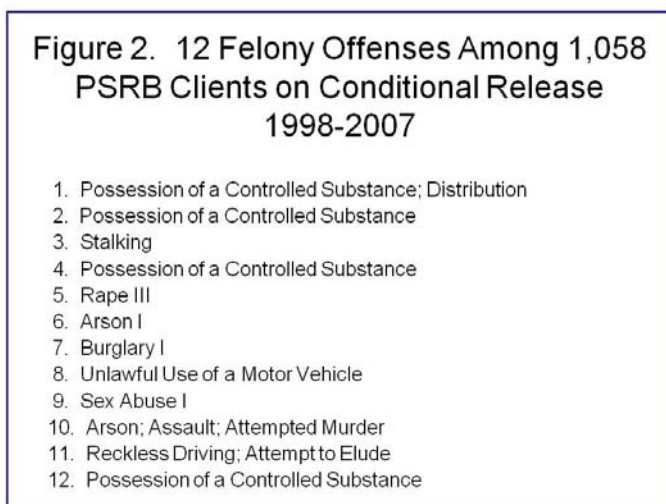 Figure 2. 12 Felony Offenses Among 1,058
PSRB Clients on Conditional Release
1998-2007
1. Possession of a Controlled Substance; Distribution
2. Possession of a Controlled Substance
3. Stalking
4. Possession of a Controlled Substance
5. Rape III
6. Arson I
7. Burglary I
8. Unlawful Use of a Motor Vehicle
9. Sex Abuse I
10. Arson; Assault; Attempted Murder
11. Reckless Driving; Attempt to Elude
12. Possession of a Controlled Substance